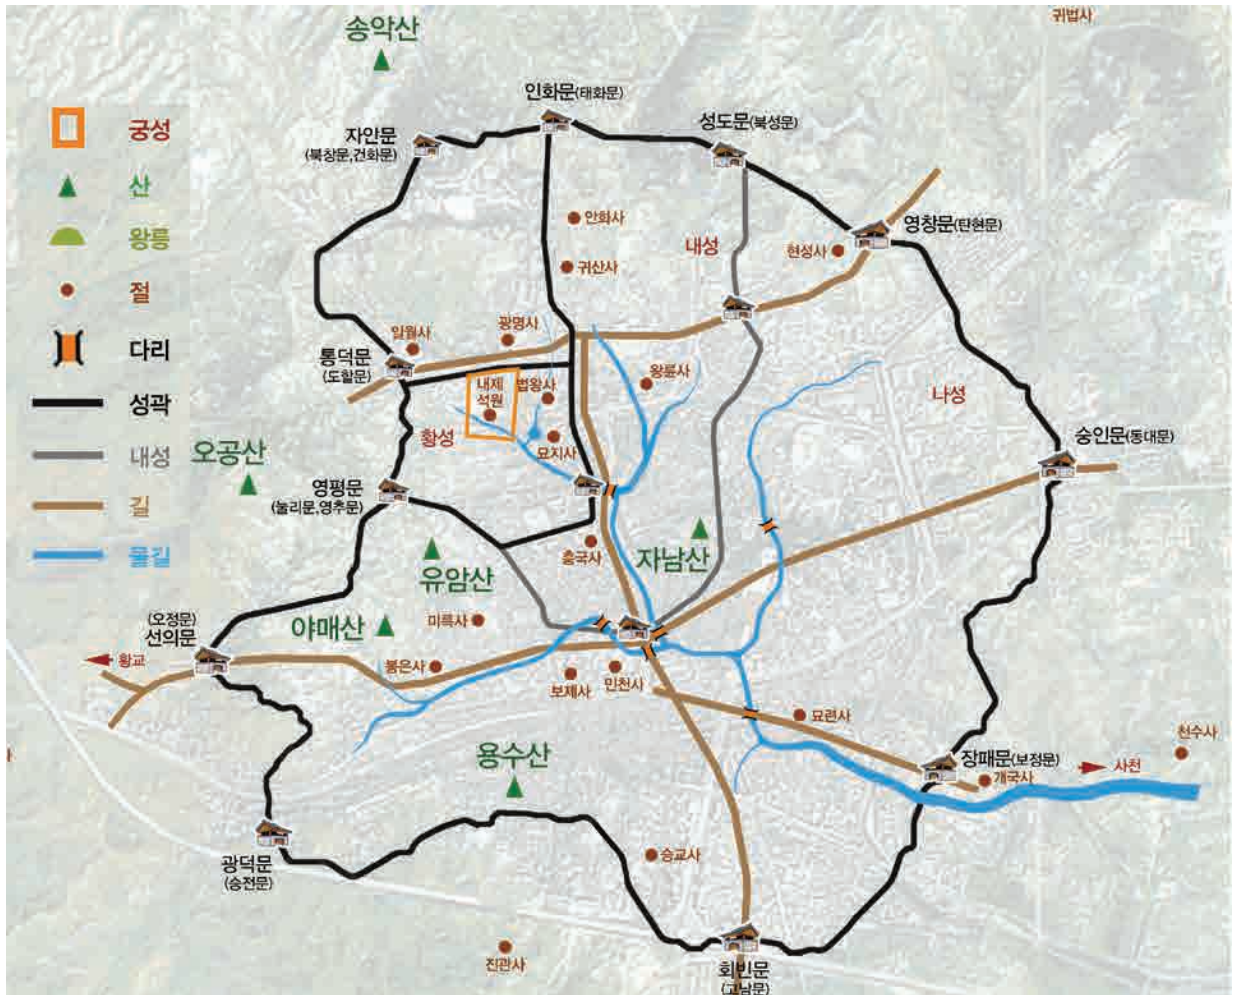 송악산
귀법사
인화문(태화문)
성도문(북성문)
자안문
(북창문,건화문)
궁성
산
왕릉
절
다리
성곽
내성
길
물길
안화사
영창문(탄현문)
내성
현성사
귀산사
일월사
광명사
통덕문
(도찰문)
내제
석원
법왕사
왕륜사
나성
황성
묘지사
숭인문(동대문)
오공산
영평문
(눌리문,영추문)
흥국사
자남산
유암산
(오정문)
선의문
야매산
미륵사
황교
봉은사
보제사
민천사
묘련사
천수사
용수산
장패문(보정문)
사천
개국사
광덕문
(승전문)
승교사
진관사
회빈문
(고남문)